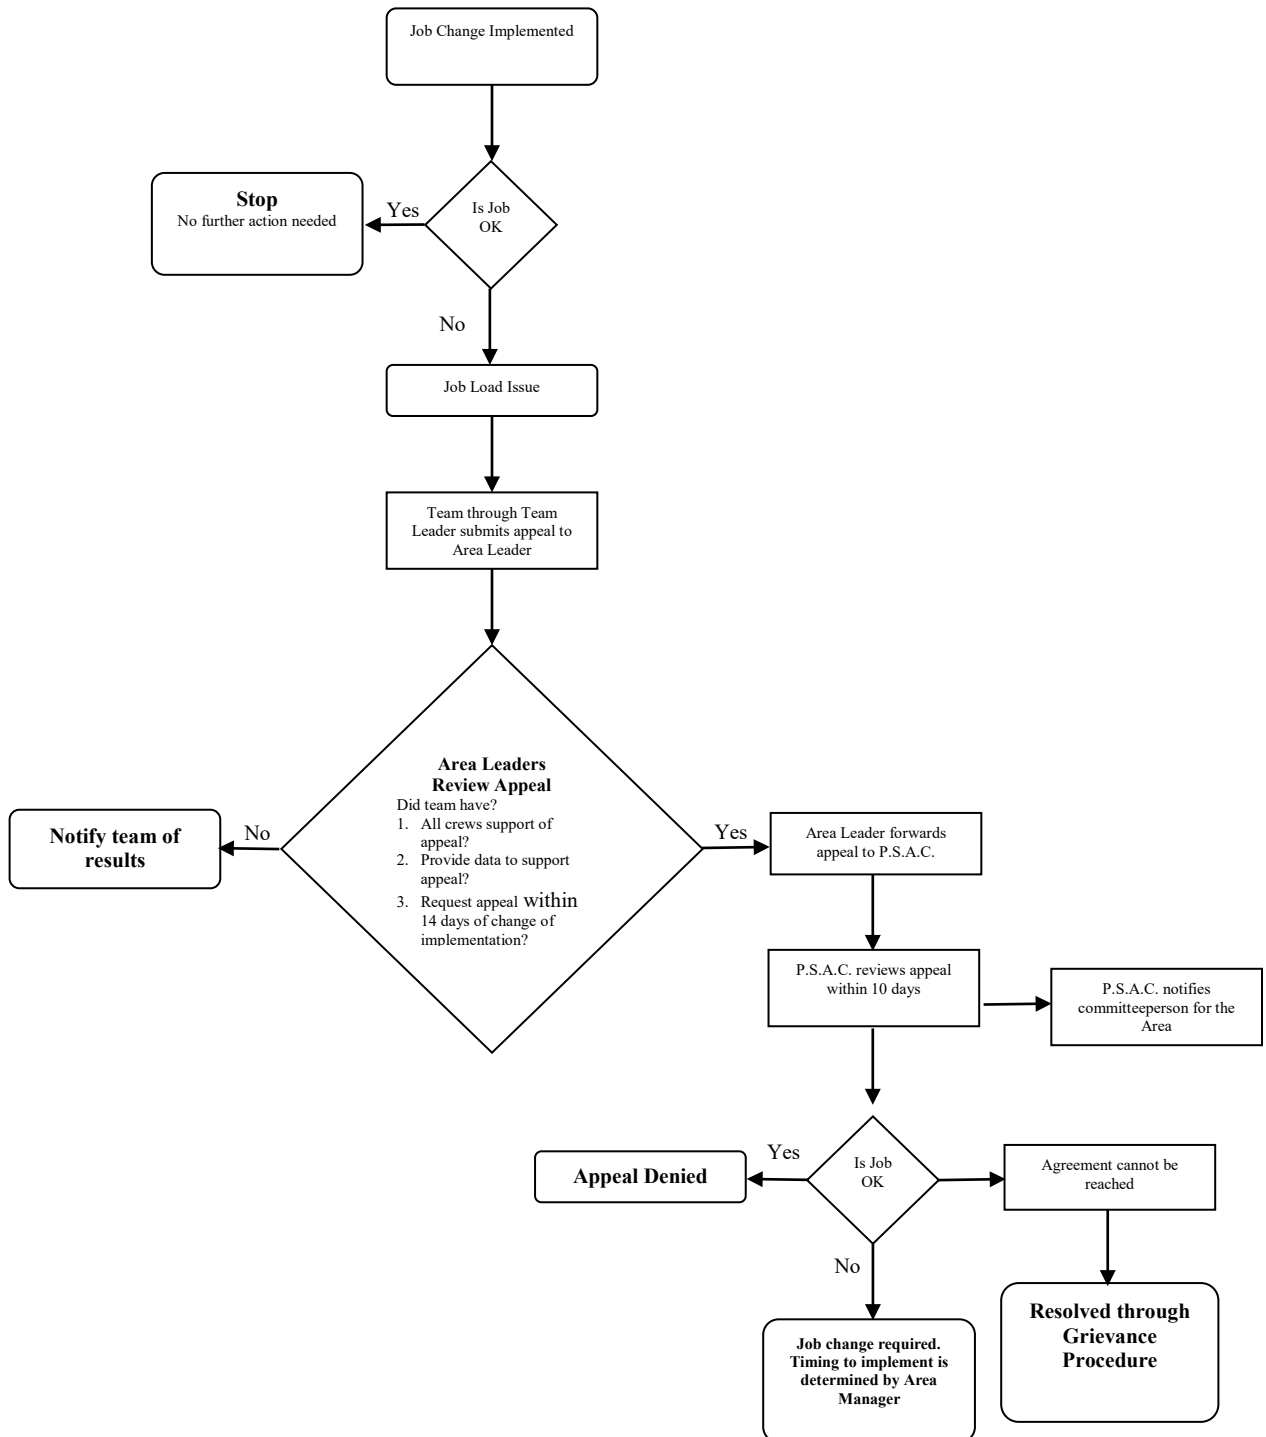 Job Change Implemented
Stop
No further action needed
Yes
Is Job
OK
No
Job Load Issue
Team through Team
Leader submits appeal to
Area Leader
Area Leaders
Review Appeal
Did team have?
1. All crews support of
appeal?
2. Provide data to support
appeal?
3. Request appeal within
14 days of change of
implementation?
No
Notify team of
results
Yes
Area Leader forwards
appeal to P.S.A.C.
P.S.A.C. reviews appeal
within 10 days
P.S.A.C. notifies
committeeperson for the
Area
Yes
Appeal Denied
Is Job
OK
Agreement cannot be
reached
No
Resolved through
Grievance
Procedure
Job change required.
Timing to implement is
determined by Area
Manager